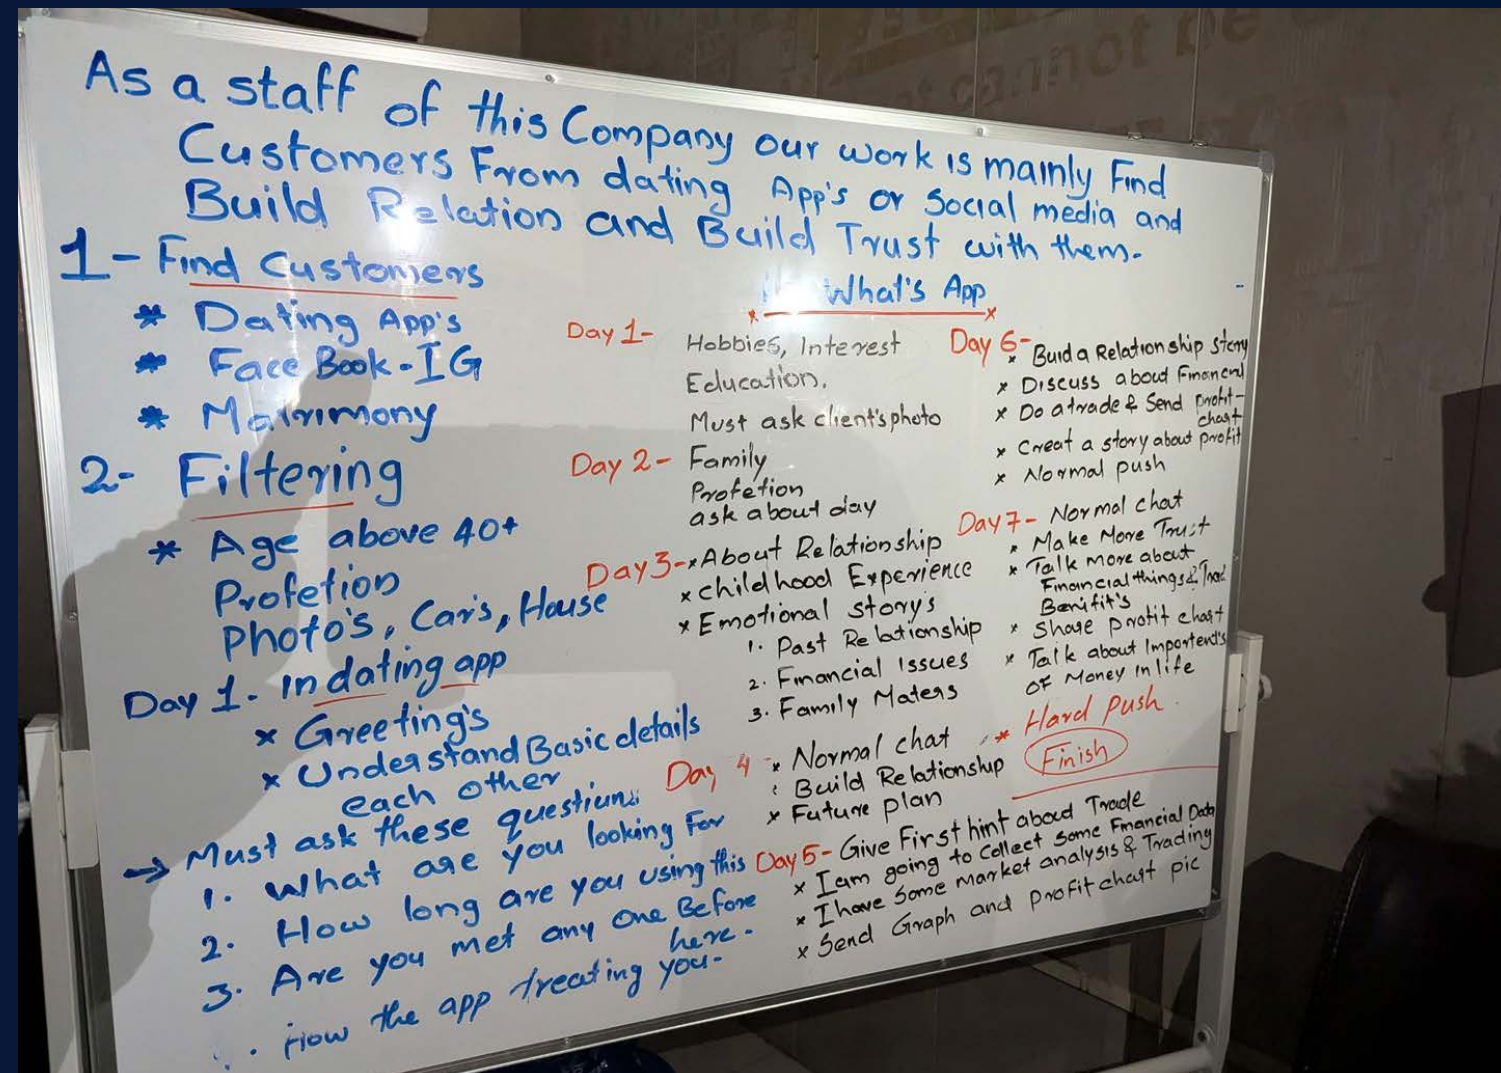 As a staff of this Company our work is mainly Find
Customers From dating App's or Social media and
Build Relation and Build Trust with them.
1- Find Customers
* Dating App's
* Face Book - IG
* Matrimony
2- Filtering
* Age above 40+
Profetion
Photo's, Car's, House
Day 1. in dating app
x Greeting's
x Understand Basic details
each other
→ Must ask these questions
1. What are you looking For
2. How long are you using this
3. Are you met any one Before
here.
How the app treating you-
What's App
Day 1- Hobbies, Interest
Education.
Must ask client's photo
Day 2- Family
Profetion
ask about day
Day 3- x About Relationship
x childhood Experience
x Emotional story's
1. Past Relationship
2. Financial Issues
3. Family Maters
Day 4 x Normal chat
Build Relationship
x Future plan
Day 5- Give First hint about Trade
x I am going to Collect Some Financial Data
x I have Some market analysis & Trading
x Send Graph and profit chart pic
Day 6-
x Buid a Relationship story
x Discuss about
x Do a trade & Send profit-
chart
x Creat a story about profit
x Normal push
Day 7- Normal chat
x Make More Trust
x Talk more about
Financial things &
Benifit's
x Share profit chart
x Talk about Importend's
OF Money in life
* Hard push.
Finish